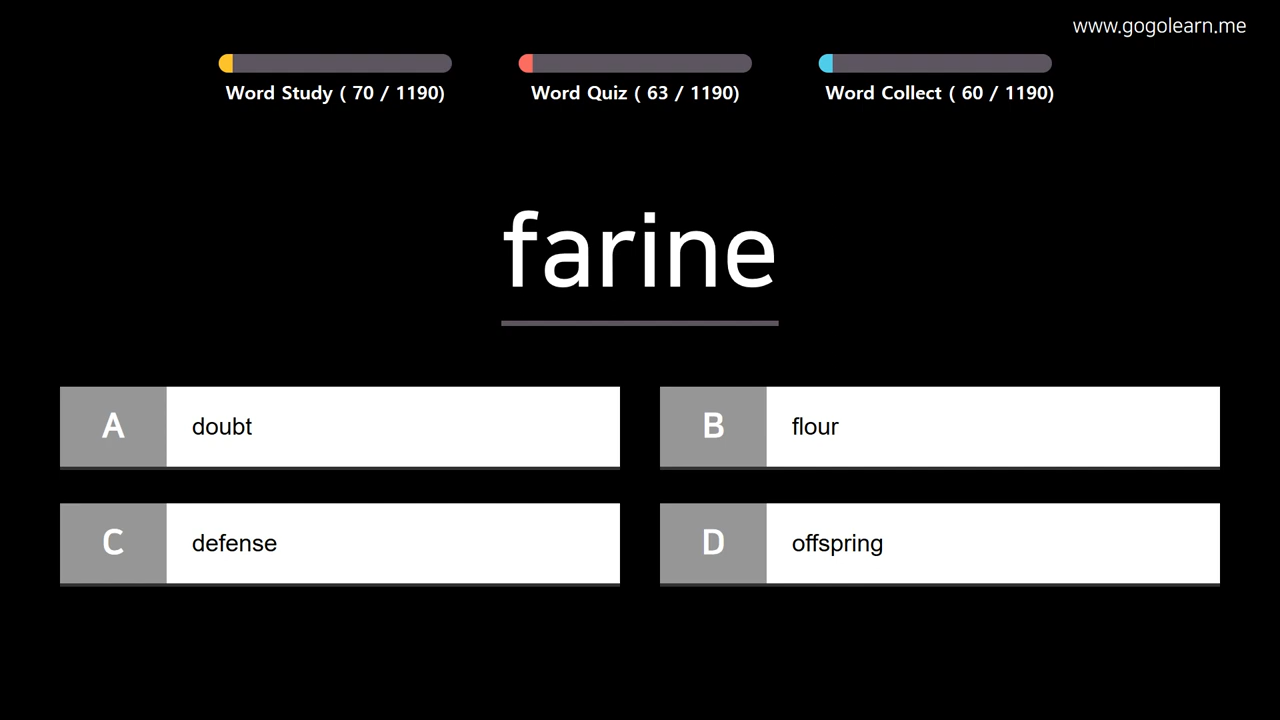 www.gogolearn.me
Word Study ( 70 / 1190)
Word Quiz ( 63 / 1190)
Word Collect ( 60 / 1190)
farine
A doubt
B flour
C defense
D offspring